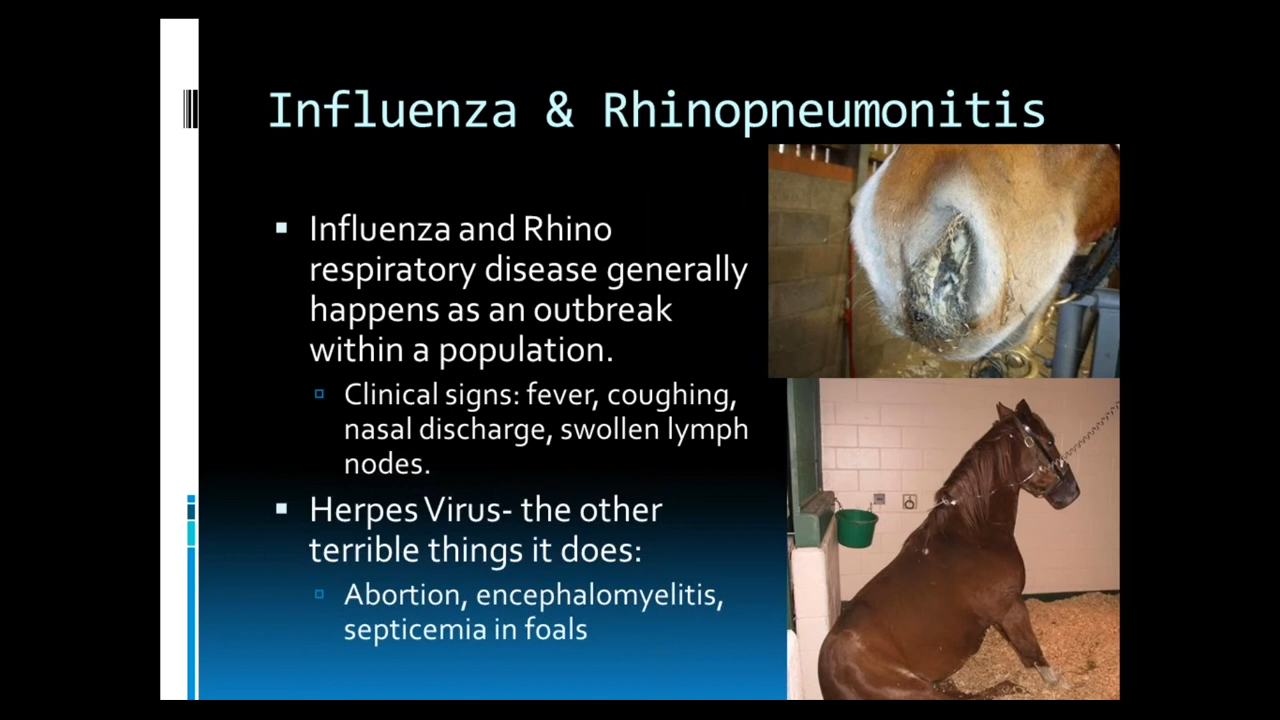 Influenza & Rhinopneumonitis
▪ Influenza and Rhino
respiratory disease generally
happens as an outbreak
within a population.
▫ Clinical signs: fever, coughing,
nasal discharge, swollen lymph
nodes.
▪ Herpes Virus- the other
terrible things it does:
▫ Abortion, encephalomyelitis,
septicemia in foals